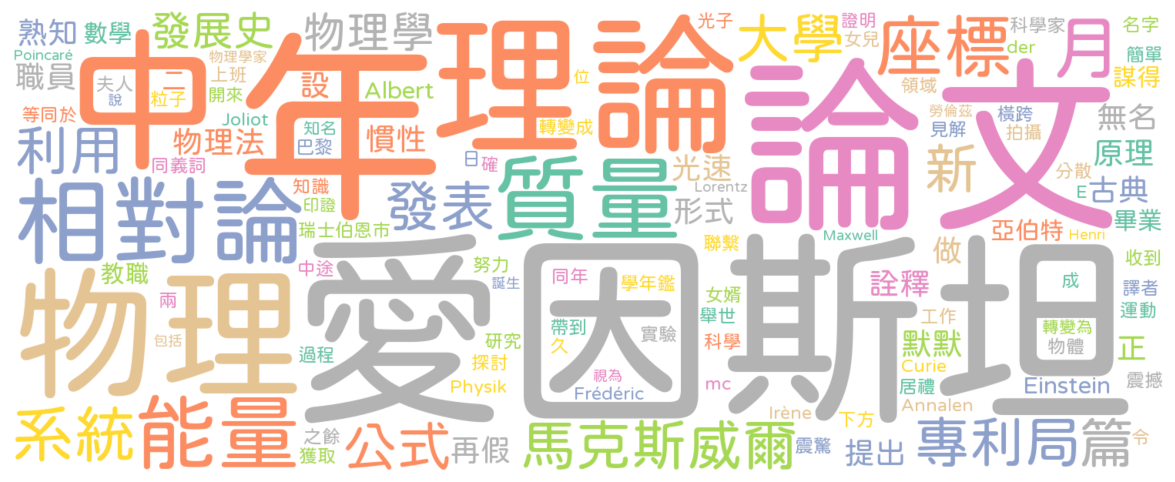 熟知
數學
發展史
物理學
光子
大學
證明
女兒
座標
科學家
der
月
名字
簡單
謀得
Poincaré
職員
夫人
說
二
粒子
物理學家
上班
開來
設
Albert
理論
位
轉變成
論
文
領域
勞倫茲
見解
橫跨
拍攝
無名
等同於
中
年
Joliot
知名
巴黎
慣性
利用
物理法
同義詞
日
確
質量
光速
Lorentz
新
原理
分散
E
古典
相對論
知識
印證
瑞士伯恩市
發表
形式
Maxwell
亞伯特
Henri
畢業
物理
教職
兩
中途
包括
過程
愛因斯坦
努力
誕生
同年
學年鑑
帶到
久
實驗
視為
Frédéric
研究
探討
Physik
聯繫
女婿
舉世
科學
mc
Irène
詮釋
做
工作
默默
Curie
居禮
Annalen
成
轉變為
物體
Einstein
收到
譯者
運動
正
震撼
系統
能量
之餘
獲取
公式
再假
馬克斯威爾
震驚
下方
提出
專利局
篇
令